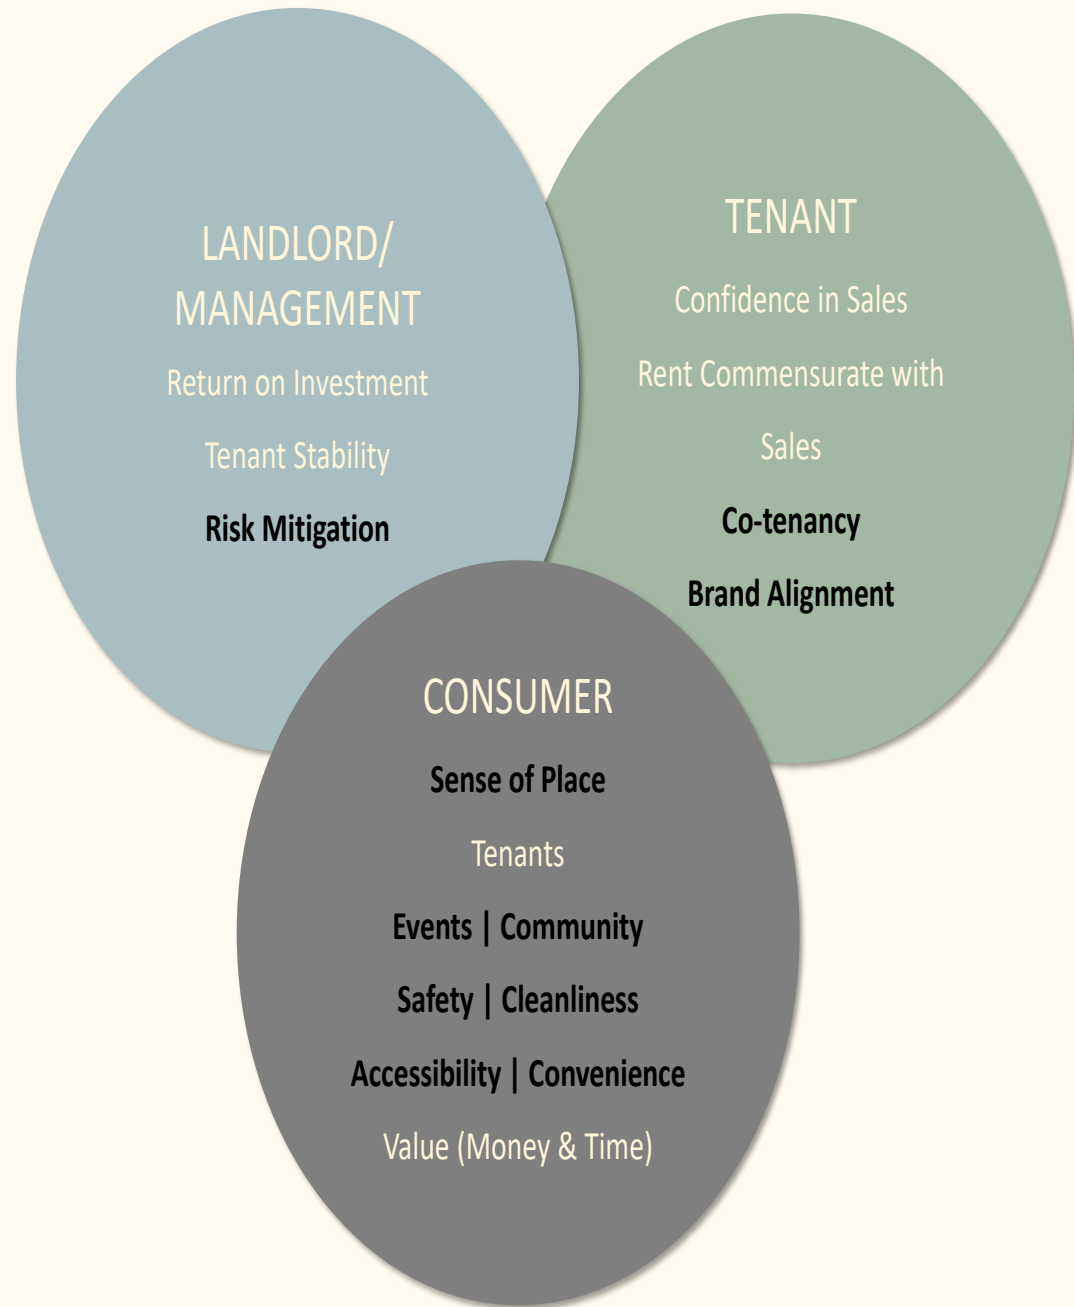 LANDLORD/
MANAGEMENT
Return on Investment
Tenant Stability
Risk Mitigation
TENANT
Confidence in Sales
Rent Commensurate with
Sales
Co-tenancy
Brand Alignment
CONSUMER
Sense of Place
Tenants
Events | Community
Safety | Cleanliness
Accessibility | Convenience
Value (Money & Time)